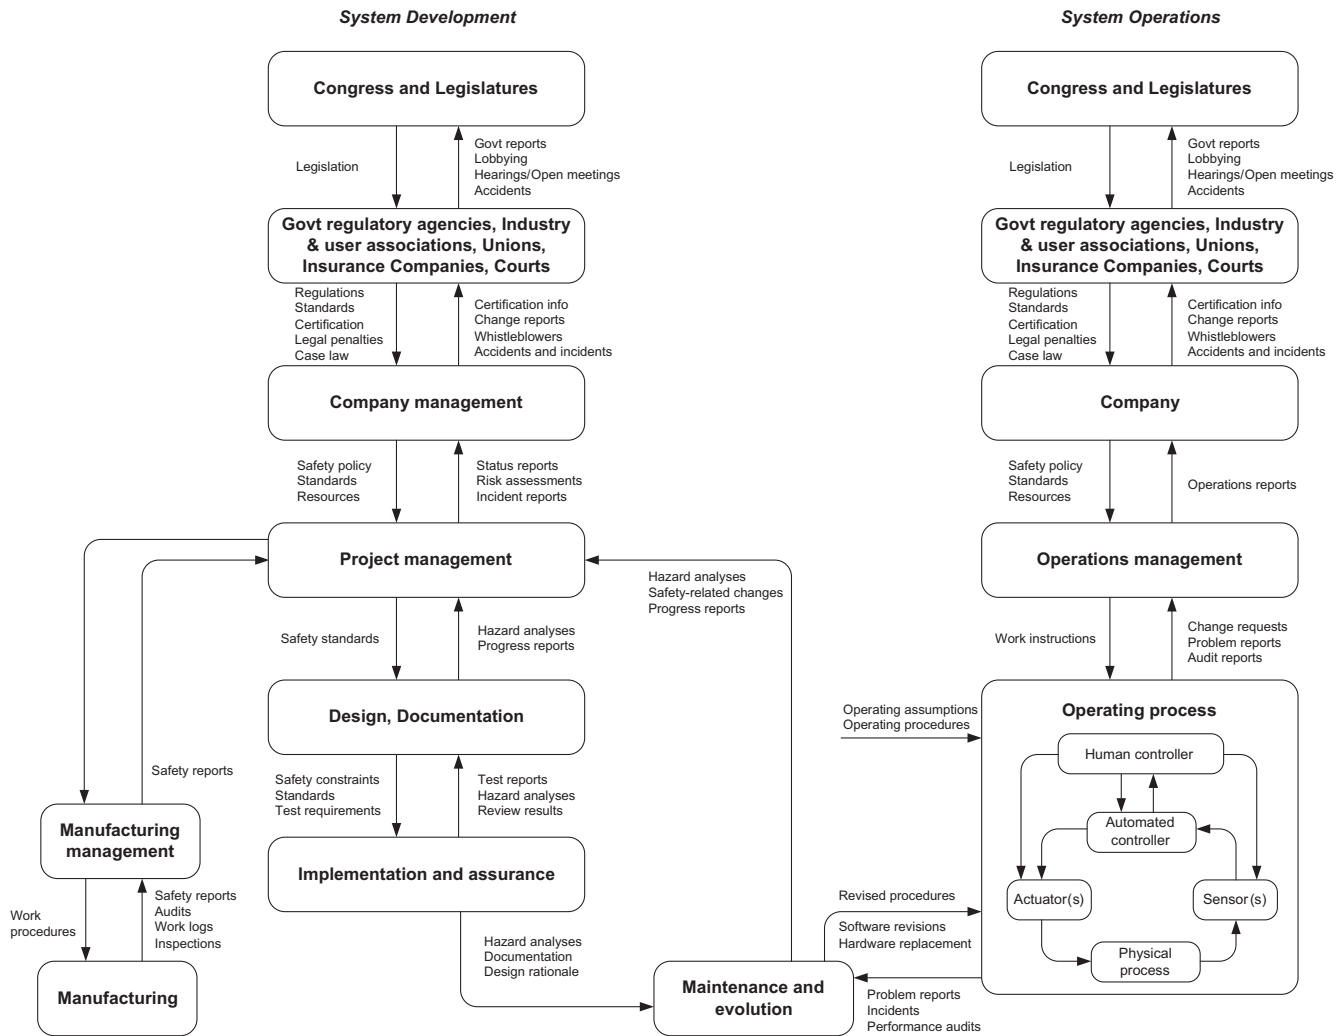 System Development
System Operations
Congress and Legislatures
Legislation
Govt reports
Lobbying
Hearings/Open meetings
Accidents
Govt regulatory agencies, Industry
& user associations, Unions,
Insurance Companies, Courts
Regulations
Standards
Certification
Legal penalties
Case law
Certification info
Change reports
Whistleblowers
Accidents and incidents
Company management
Safety policy
Standards
Resources
Status reports
Risk assessments
Incident reports
Project management
Hazard analyses
Safety-related changes
Progress reports
Safety standards
Hazard analyses
Progress reports
Design, Documentation
Safety reports
Safety constraints
Standards
Test requirements
Test reports
Hazard analyses
Review results
Manufacturing
management
Implementation and assurance
Work
procedures
Safety reports
Audits
Work logs
Inspections
Manufacturing
Hazard analyses
Documentation
Design rationale
Maintenance and
evolution
Congress and Legislatures
Legislation
Govt reports
Lobbying
Hearings/Open meetings
Accidents
Govt regulatory agencies, Industry
& user associations, Unions,
Insurance Companies, Courts
Regulations
Standards
Certification
Legal penalties
Case law
Certification info
Change reports
Whistleblowers
Accidents and incidents
Company
Safety policy
Standards
Resources
Operations reports
Operations management
Work instructions
Change requests
Problem reports
Audit reports
Operating assumptions
Operating procedures
Operating process
Human controller
Automated
controller
Actuator(s)
Sensor(s)
Physical
process
Revised procedures
Software revisions
Hardware replacement
Problem reports
Incidents
Performance audits